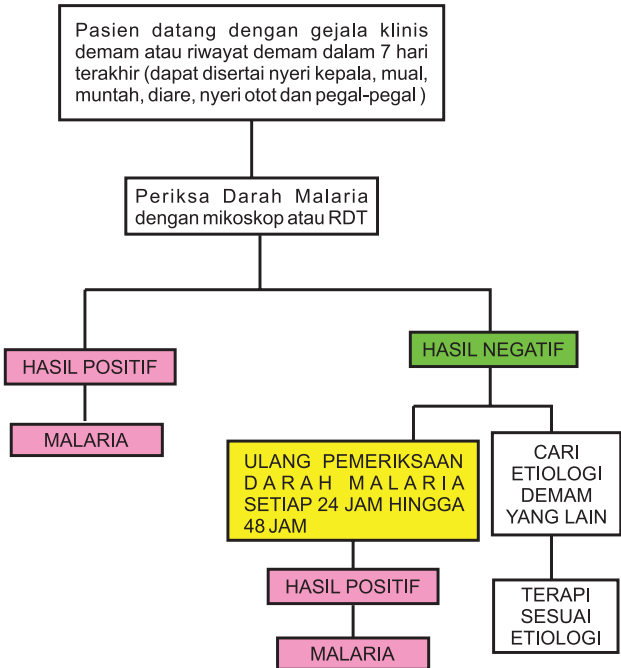 Pasien datang dengan gejala klinis
demam atau riwayat demam dalam 7 hari
terakhir (dapat disertai nyeri kepala, mual,
muntah, diare, nyeri otot dan pegal-pegal )
Periksa Darah Malaria
dengan mikoskop atau RDT
HASIL POSITIF
MALARIA
HASIL NEGATIF
ULANG PEMERIKSAAN
DARAH MALARIA
SETIAP 24 JAM HINGGA
48 JAM
HASIL POSITIF
MALARIA
CARI
ETIOLOGI
DEMAM
YANG LAIN
TERAPI
SESUAI
ETIOLOGI